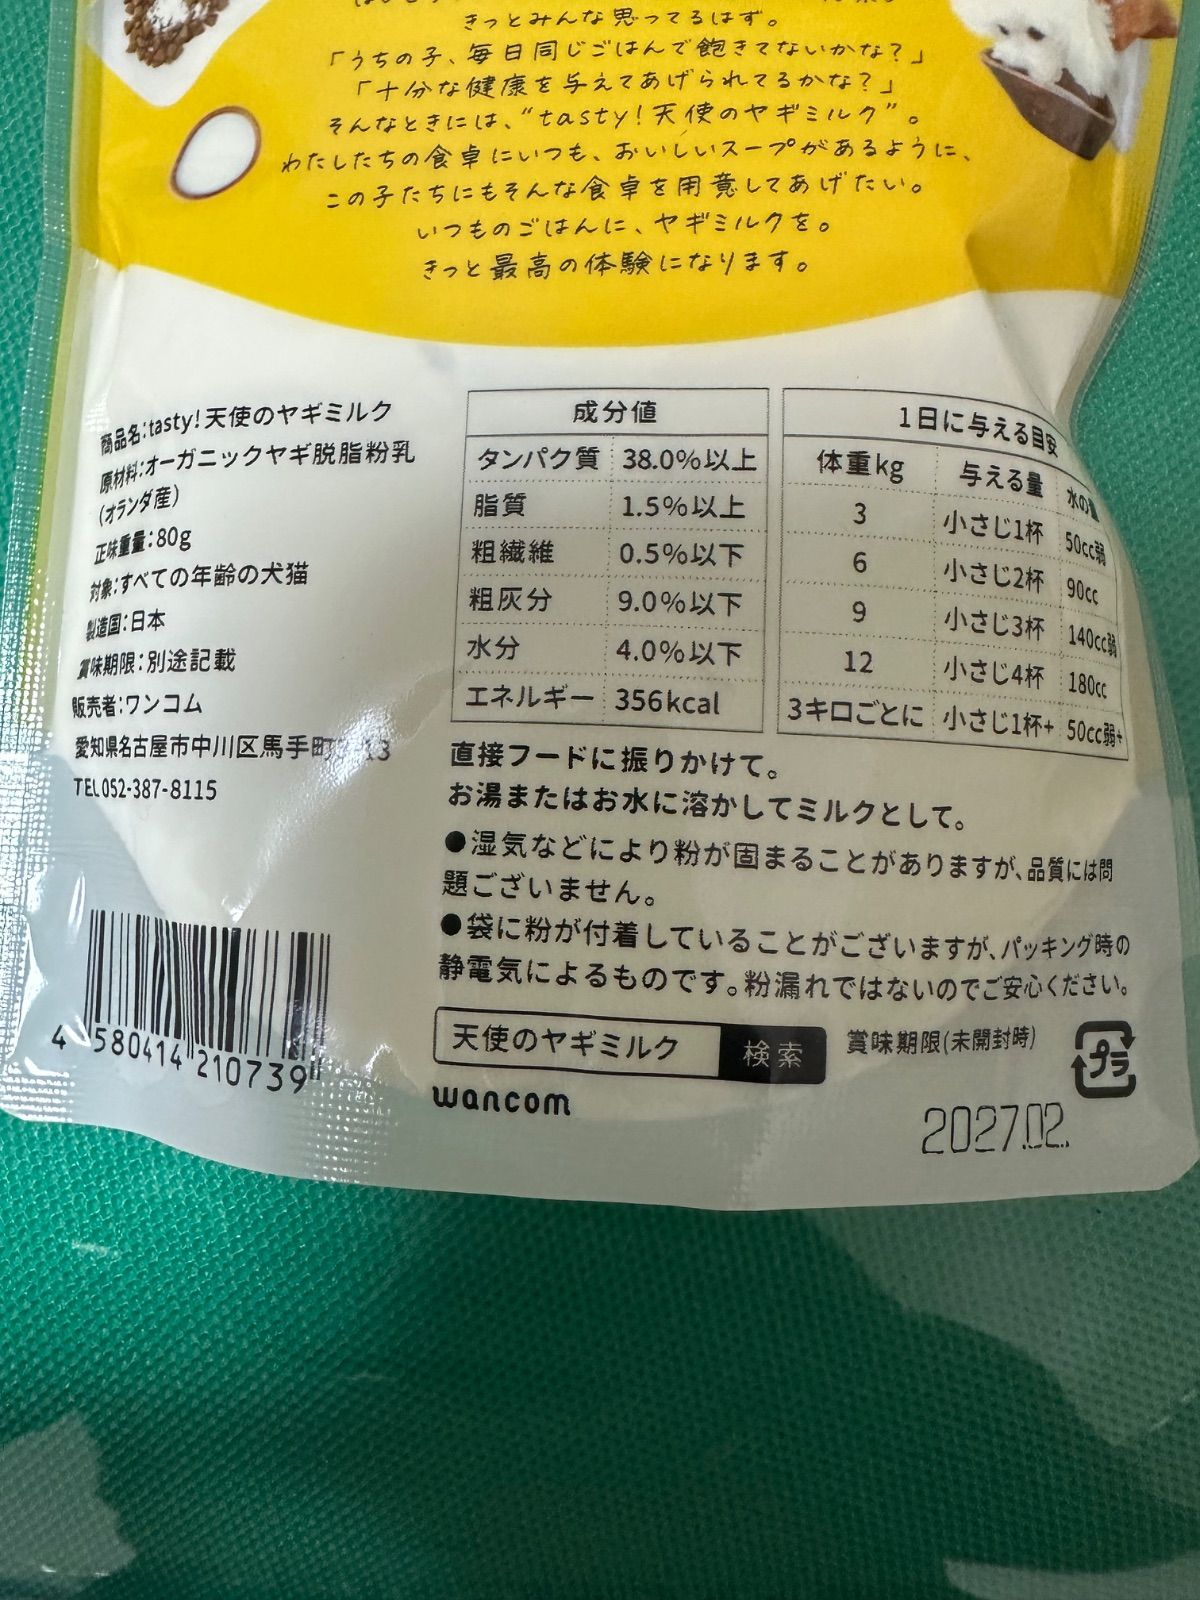 きっとみんな思ってるはず。
「うちの子、毎日同じごはんで飽きてないかな?」
「十分な健康を与えてあげられてるかな?」
そんなときには、“tasty!天使のヤギミルク”。
わたしたちの食卓にいつも、おいしいスープがあるように、
この子たちにもそんな食卓を用意してあげたい。
いつものごはんに、ヤギミルクを。
きっと最高の体験になります。
商品名:tasty!天使のヤギミルク
原材料:オーガニックヤギ脱脂粉乳
(オランダ産)
正味重量:80g
対象:すべての年齢の犬猫
製造国:日本
賞味期限:別途記載
販売者:ワンコム
愛知県名古屋市中川区馬手町 13
TEL052-387-8115
成分値
タンパク質 38.0%以上
脂質 1.5%以上
粗繊維 0.5%以下
粗灰分 9.0%以下
水分 4.0%以下
エネルギー 356kcal
1日に与える目安
体重kg 与える量 水の量
3 小さじ1杯 50cc弱
6 小さじ2杯 90cc
9 小さじ3杯 140cc弱
12 小さじ4杯 180cc
3キロごとに 小さじ1杯+ 50cc弱+
直接フードに振りかけて。
お湯またはお水に溶かしてミルクとして。
●湿気などにより粉が固まることがありますが、品質には問
題ございません。
●袋に粉が付着していることがございますが、パッキング時の
静電気によるものです。粉漏れではないのでご安心ください。
天使のヤギミルク 検索
賞味期限(未開封時)
プラ
wancom
2027.02.
4 580414 210739